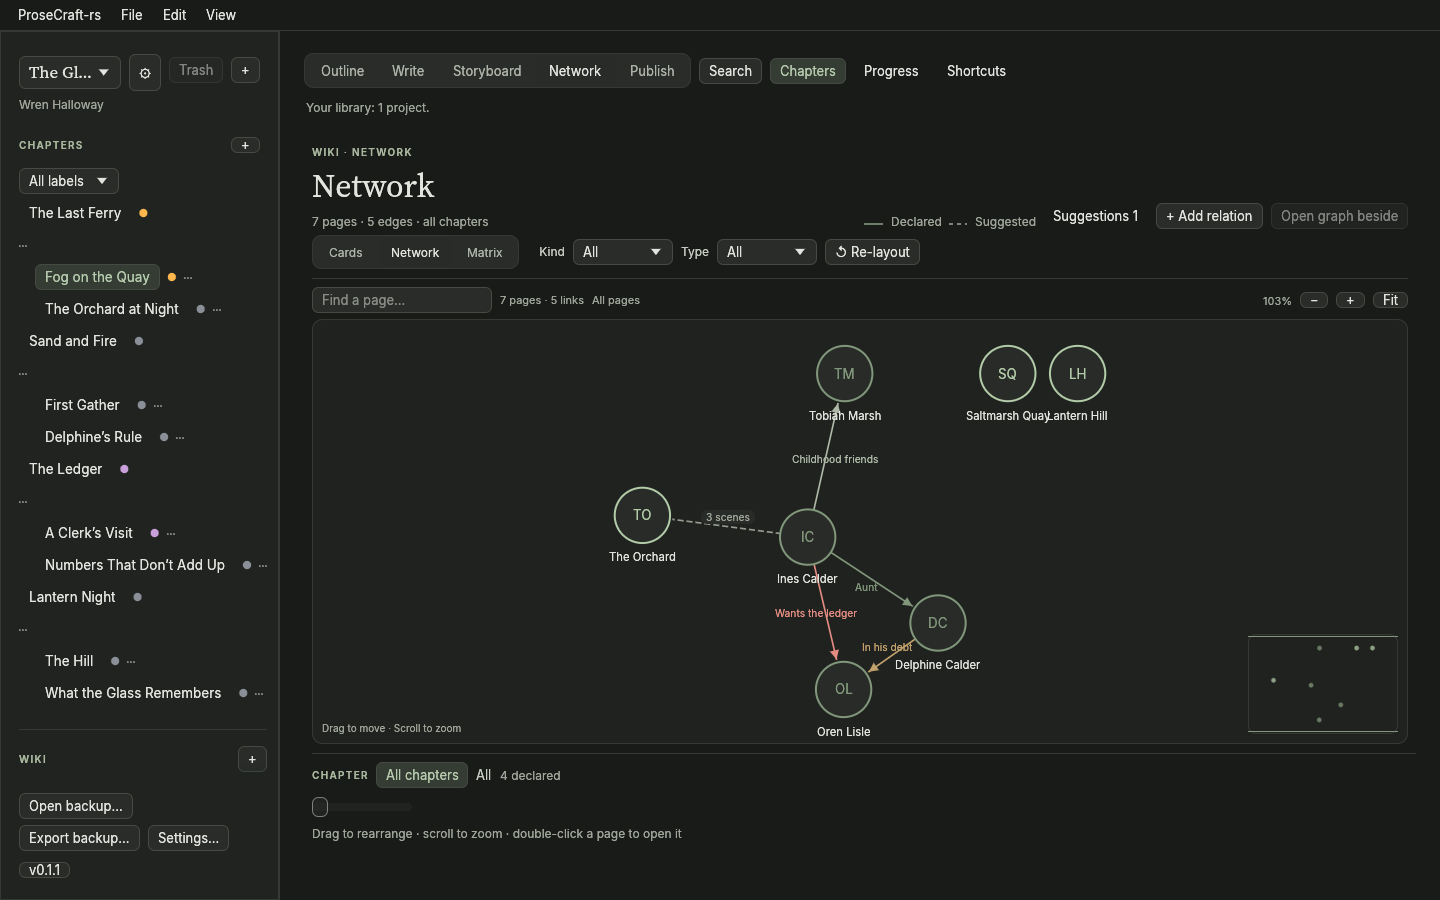 ProseCraft-rs File Edit View
The Gl... Trash +
Wren Halloway
CHAPTERS +
All labels
The Last Ferry
...
Fog on the Quay ...
The Orchard at Night ...
Sand and Fire
...
First Gather ...
Delphine’s Rule ...
The Ledger
...
A Clerk’s Visit ...
Numbers That Don’t Add Up ...
Lantern Night
...
The Hill ...
What the Glass Remembers ...
WIKI +
Open backup...
Export backup... Settings...
v0.1.1
Outline Write Storyboard Network Publish Search Chapters Progress Shortcuts
Your library: 1 project.
WIKI · NETWORK
Network
7 pages · 5 edges · all chapters
Declared Suggested Suggestions 1 + Add relation Open graph beside
Cards Network Matrix Kind All Type All ↺ Re-layout
Find a page... 7 pages · 5 links All pages 103% − + Fit
TM SQ LH
Tobiah Marsh Saltmarsh Quay Lantern Hill
Childhood friends
TO 3 scenes IC
The Orchard
Ines Calder
Aunt
Wants the ledger
DC
In his debt
Delphine Calder
OL
Oren Lisle
Drag to move · Scroll to zoom
CHAPTER All chapters All 4 declared
Drag to rearrange · scroll to zoom · double-click a page to open it